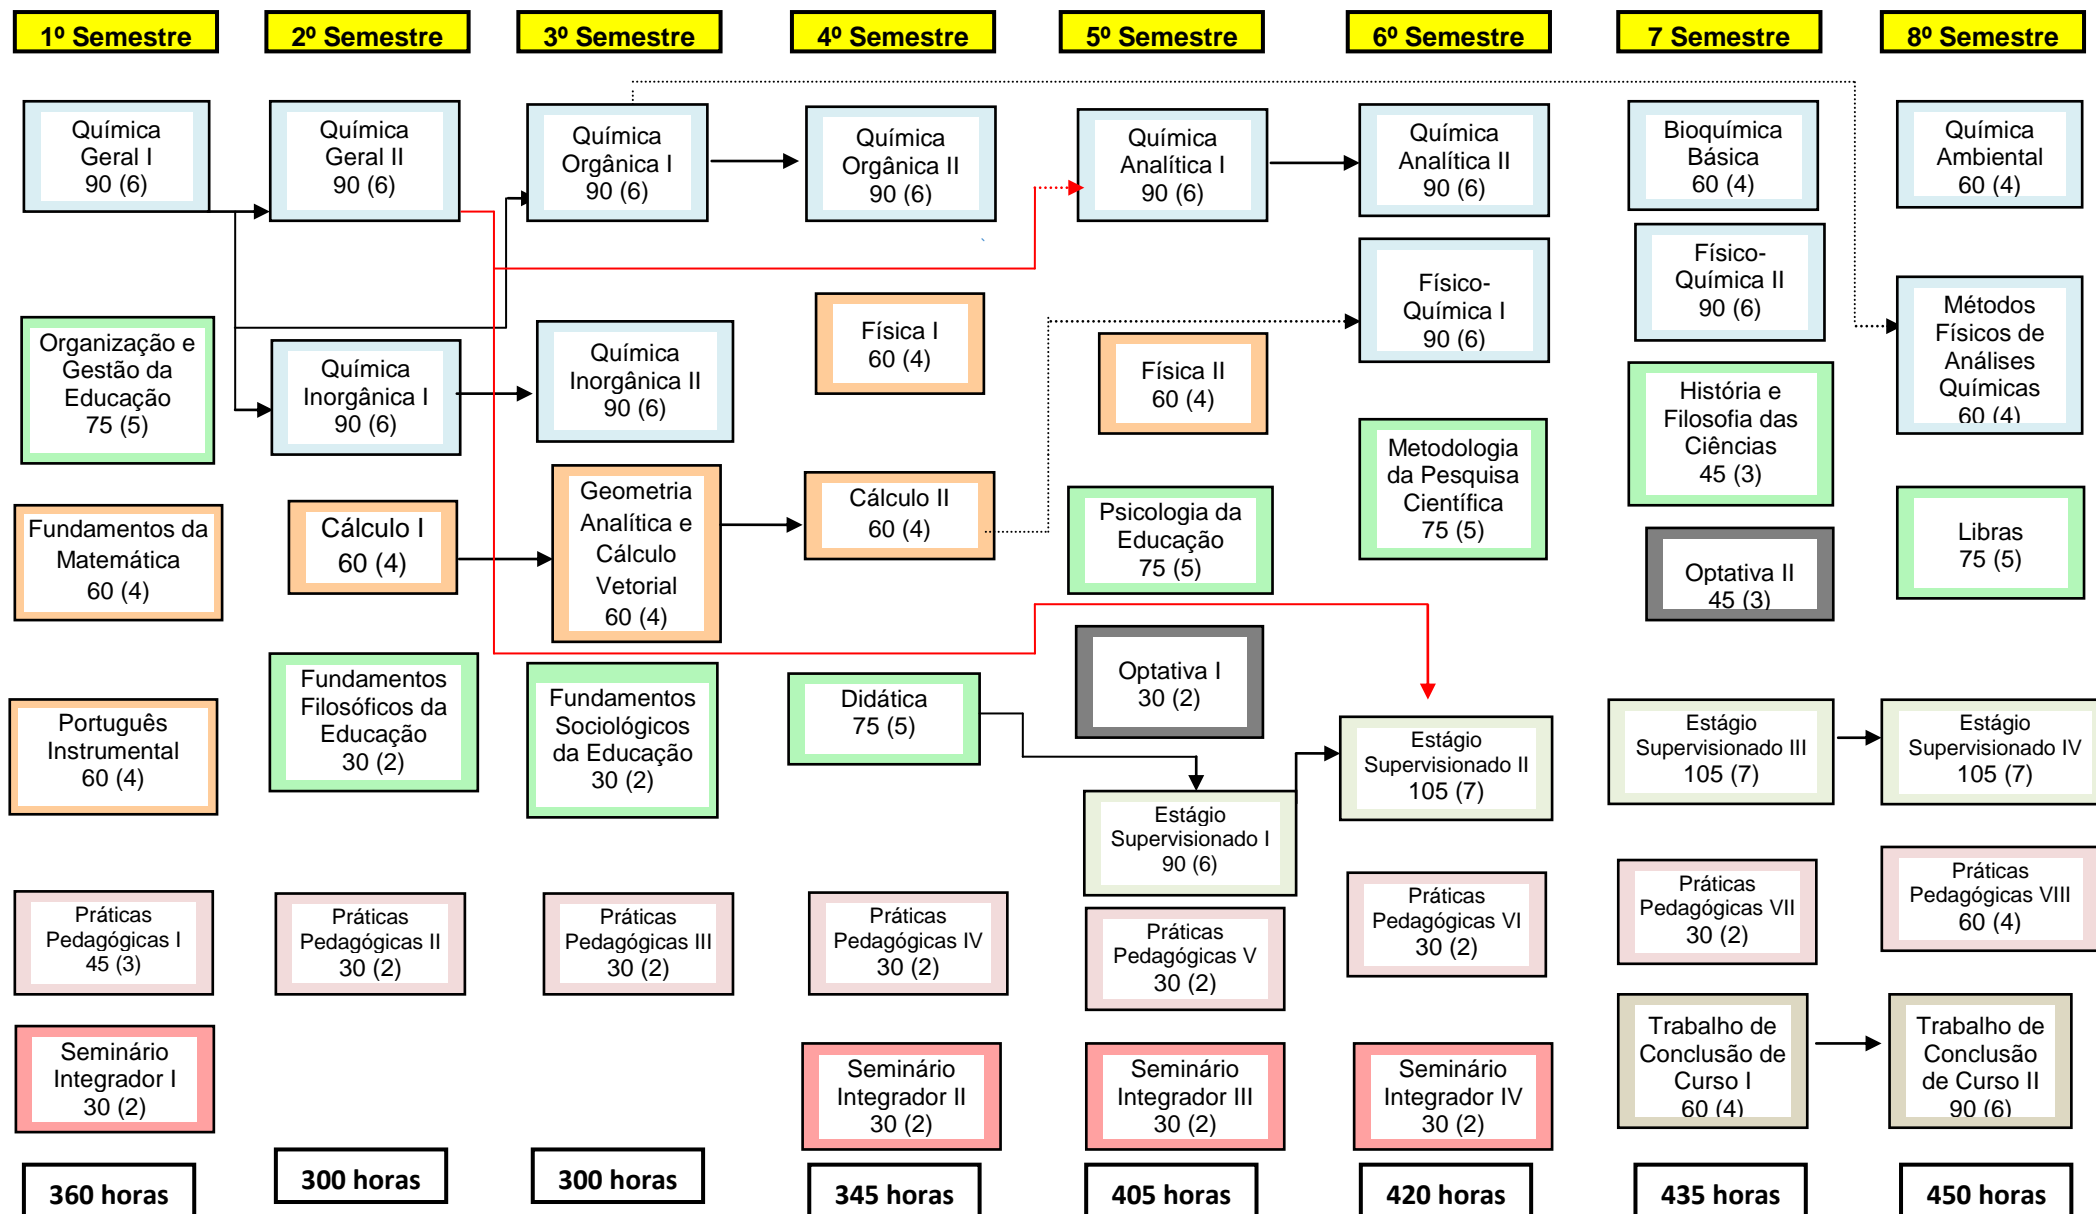 1º Semestre
2º Semestre
3º Semestre
4º Semestre
5º Semestre
6º Semestre
7 Semestre
8º Semestre
Química
Geral I
90 (6)
Organização e
Gestão da
Educação
75 (5)
Fundamentos da
Matemática
60 (4)
Português
Instrumental
60 (4)
Práticas
Pedagógicas I
45 (3)
Seminário
Integrador I
30 (2)
360 horas
Química
Geral II
90 (6)
Química
Inorgânica I
90 (6)
Cálculo I
60 (4)
Fundamentos
Filosóficos da
Educação
30 (2)
Práticas
Pedagógicas II
30 (2)
300 horas
Química
Orgânica I
90 (6)
Química
Inorgânica II
90 (6)
Geometria
Analítica e
Cálculo
Vetorial
60 (4)
Fundamentos
Sociológicos
da Educação
30 (2)
Práticas
Pedagógicas III
30 (2)
300 horas
Química
Orgânica II
90 (6)
Física I
60 (4)
Cálculo II
60 (4)
Didática
75 (5)
Práticas
Pedagógicas IV
30 (2)
Seminário
Integrador II
30 (2)
345 horas
Química
Analítica I
90 (6)
Física II
60 (4)
Psicologia da
Educação
75 (5)
Optativa I
30 (2)
Estágio
Supervisionado I
90 (6)
Práticas
Pedagógicas V
30 (2)
Seminário
Integrador III
30 (2)
405 horas
Química
Analítica II
90 (6)
Físico-
Química I
90 (6)
Metodologia
da Pesquisa
Científica
75 (5)
Estágio
Supervisionado II
105 (7)
Práticas
Pedagógicas VI
30 (2)
Seminário
Integrador IV
30 (2)
420 horas
Bioquímica
Básica
60 (4)
Físico-
Química II
90 (6)
História e
Filosofia das
Ciências
45 (3)
Optativa II
45 (3)
Estágio
Supervisionado III
105 (7)
Práticas
Pedagógicas VII
30 (2)
Trabalho de
Conclusão de
Curso I
60 (4)
435 horas
Química
Ambiental
60 (4)
Métodos
Físicos de
Análises
Químicas
60 (4)
Libras
75 (5)
Estágio
Supervisionado IV
105 (7)
Práticas
Pedagógicas VIII
60 (4)
Trabalho de
Conclusão
de Curso II
90 (6)
450 horas